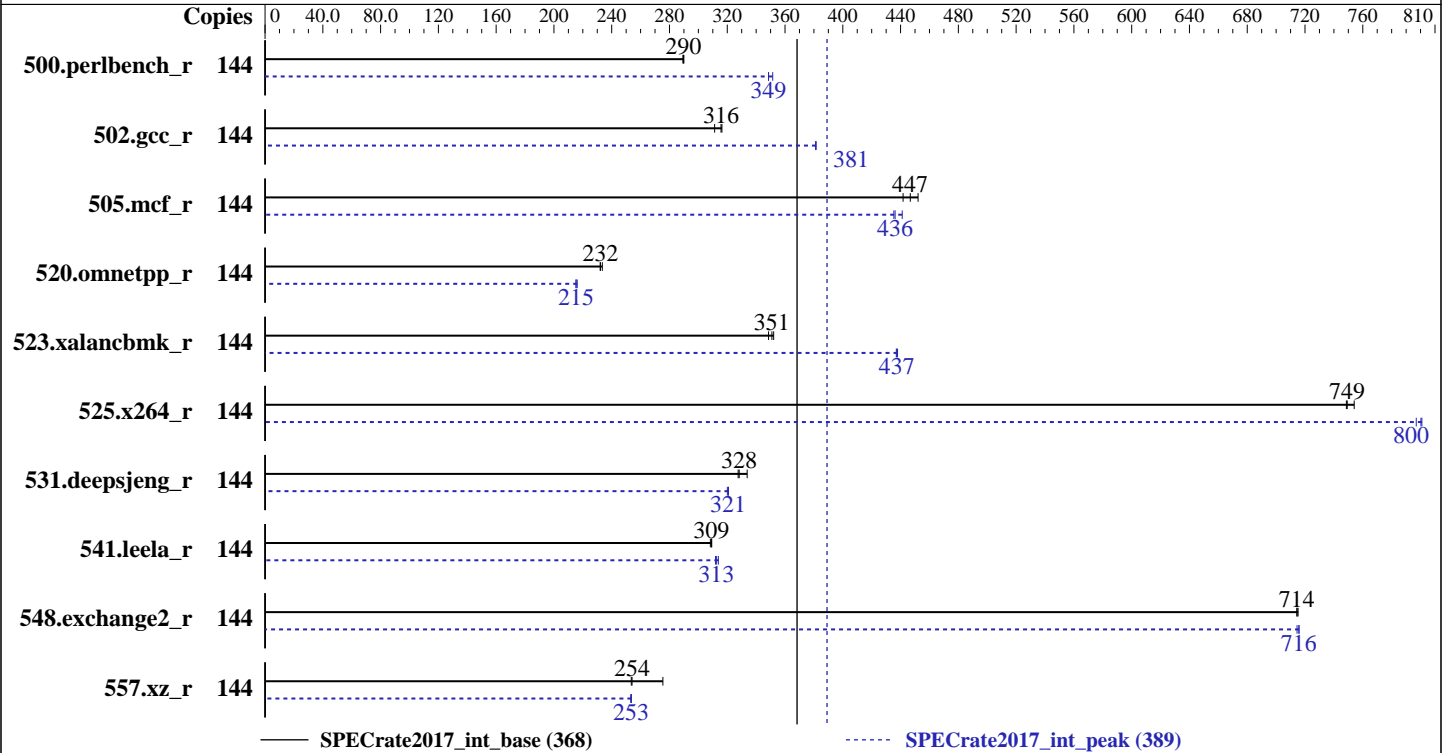 Copies 0 40.0 80.0 120 160 200 240 280 320 360 400 440 480 520 560 600 640 680 720 760 810
290
500.perlbench_r 144
349
316
502.gcc_r 144
381
447
505.mcf_r 144
436
232
520.omnetpp_r 144
215
351
523.xalancbmk_r 144
437
749
525.x264_r 144
800
328
531.deepsjeng_r 144
321
309
541.leela_r 144
313
714
548.exchange2_r 144
716
254
557.xz_r 144
253
SPECrate2017_int_base (368) SPECrate2017_int_peak (389)